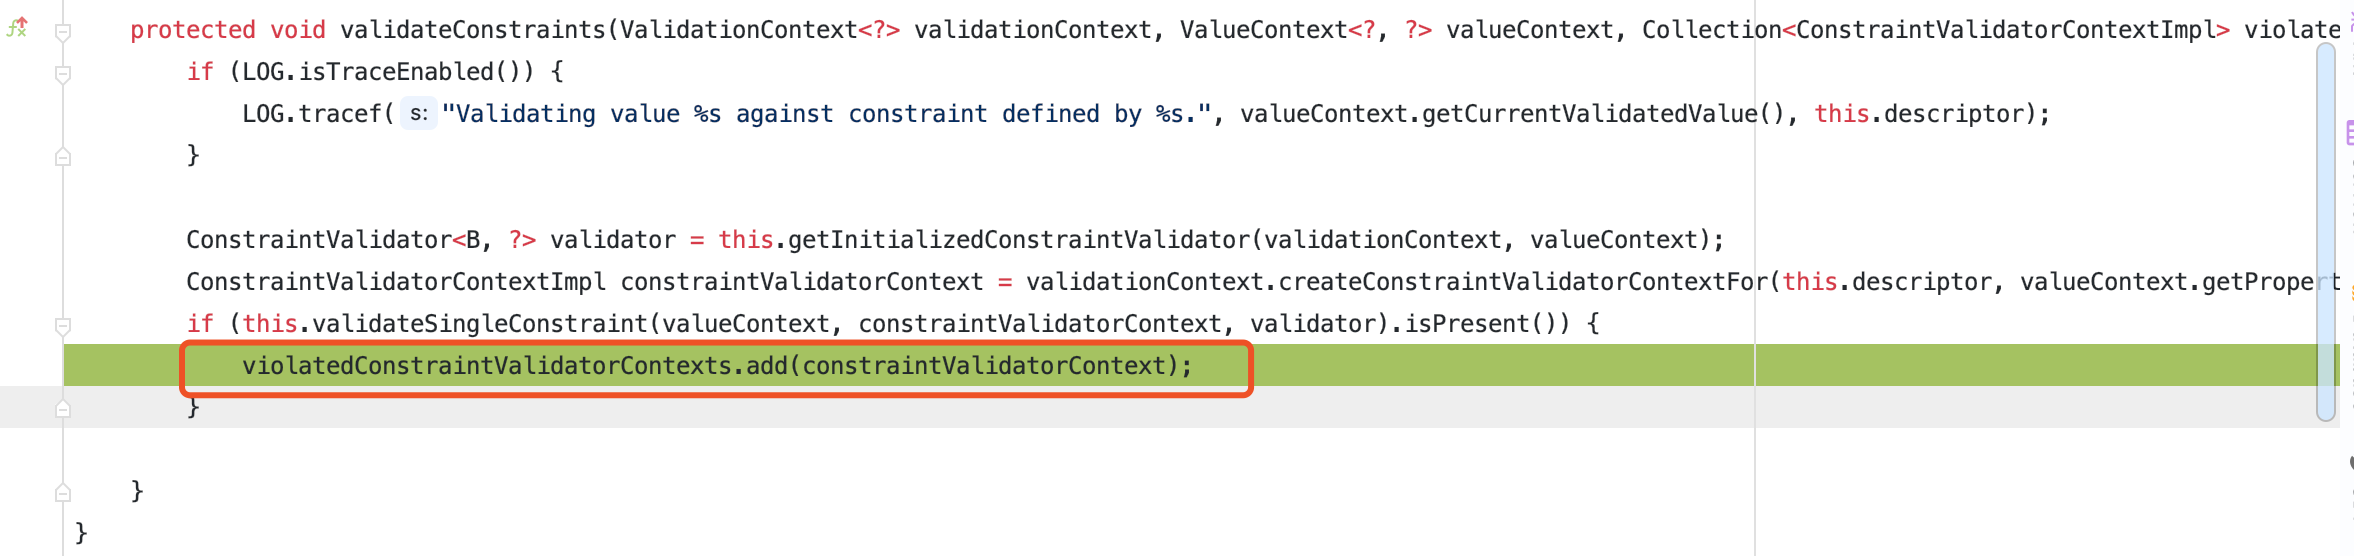 protected void validateConstraints(ValidationContext<?> validationContext, ValueContext<?, ?> valueContext, Collection<ConstraintValidatorContextImpl> violate
if (LOG.isTraceEnabled()) {
LOG.tracef( s: "Validating value %s against constraint defined by %s.", valueContext.getCurrentValidatedValue(), this.descriptor);
}
ConstraintValidator<B, ?> validator = this.getInitializedConstraintValidator(validationContext, valueContext);
ConstraintValidatorContextImpl constraintValidatorContext = validationContext.createConstraintValidatorContextFor(this.descriptor, valueContext.getPropert
if (this.validateSingleConstraint(valueContext, constraintValidatorContext, validator).isPresent()) {
violatedConstraintValidatorContexts.add(constraintValidatorContext);
}
}
}